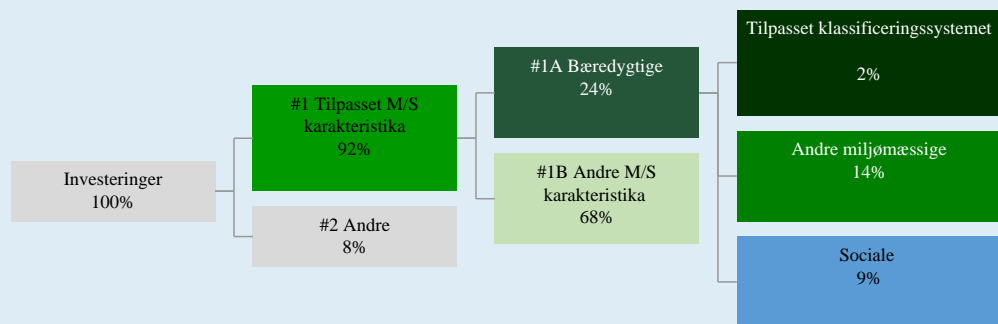 Investeringer
100%
#1 Tilpasset M/S
karakteristika
92%
#2 Andre
8%
#1A Bæredygtige
24%
#1B Andre M/S
karakteristika
68%
Tilpasset klassificeringssystemet
2%
Andre miljømæssige
14%
Sociale
9%